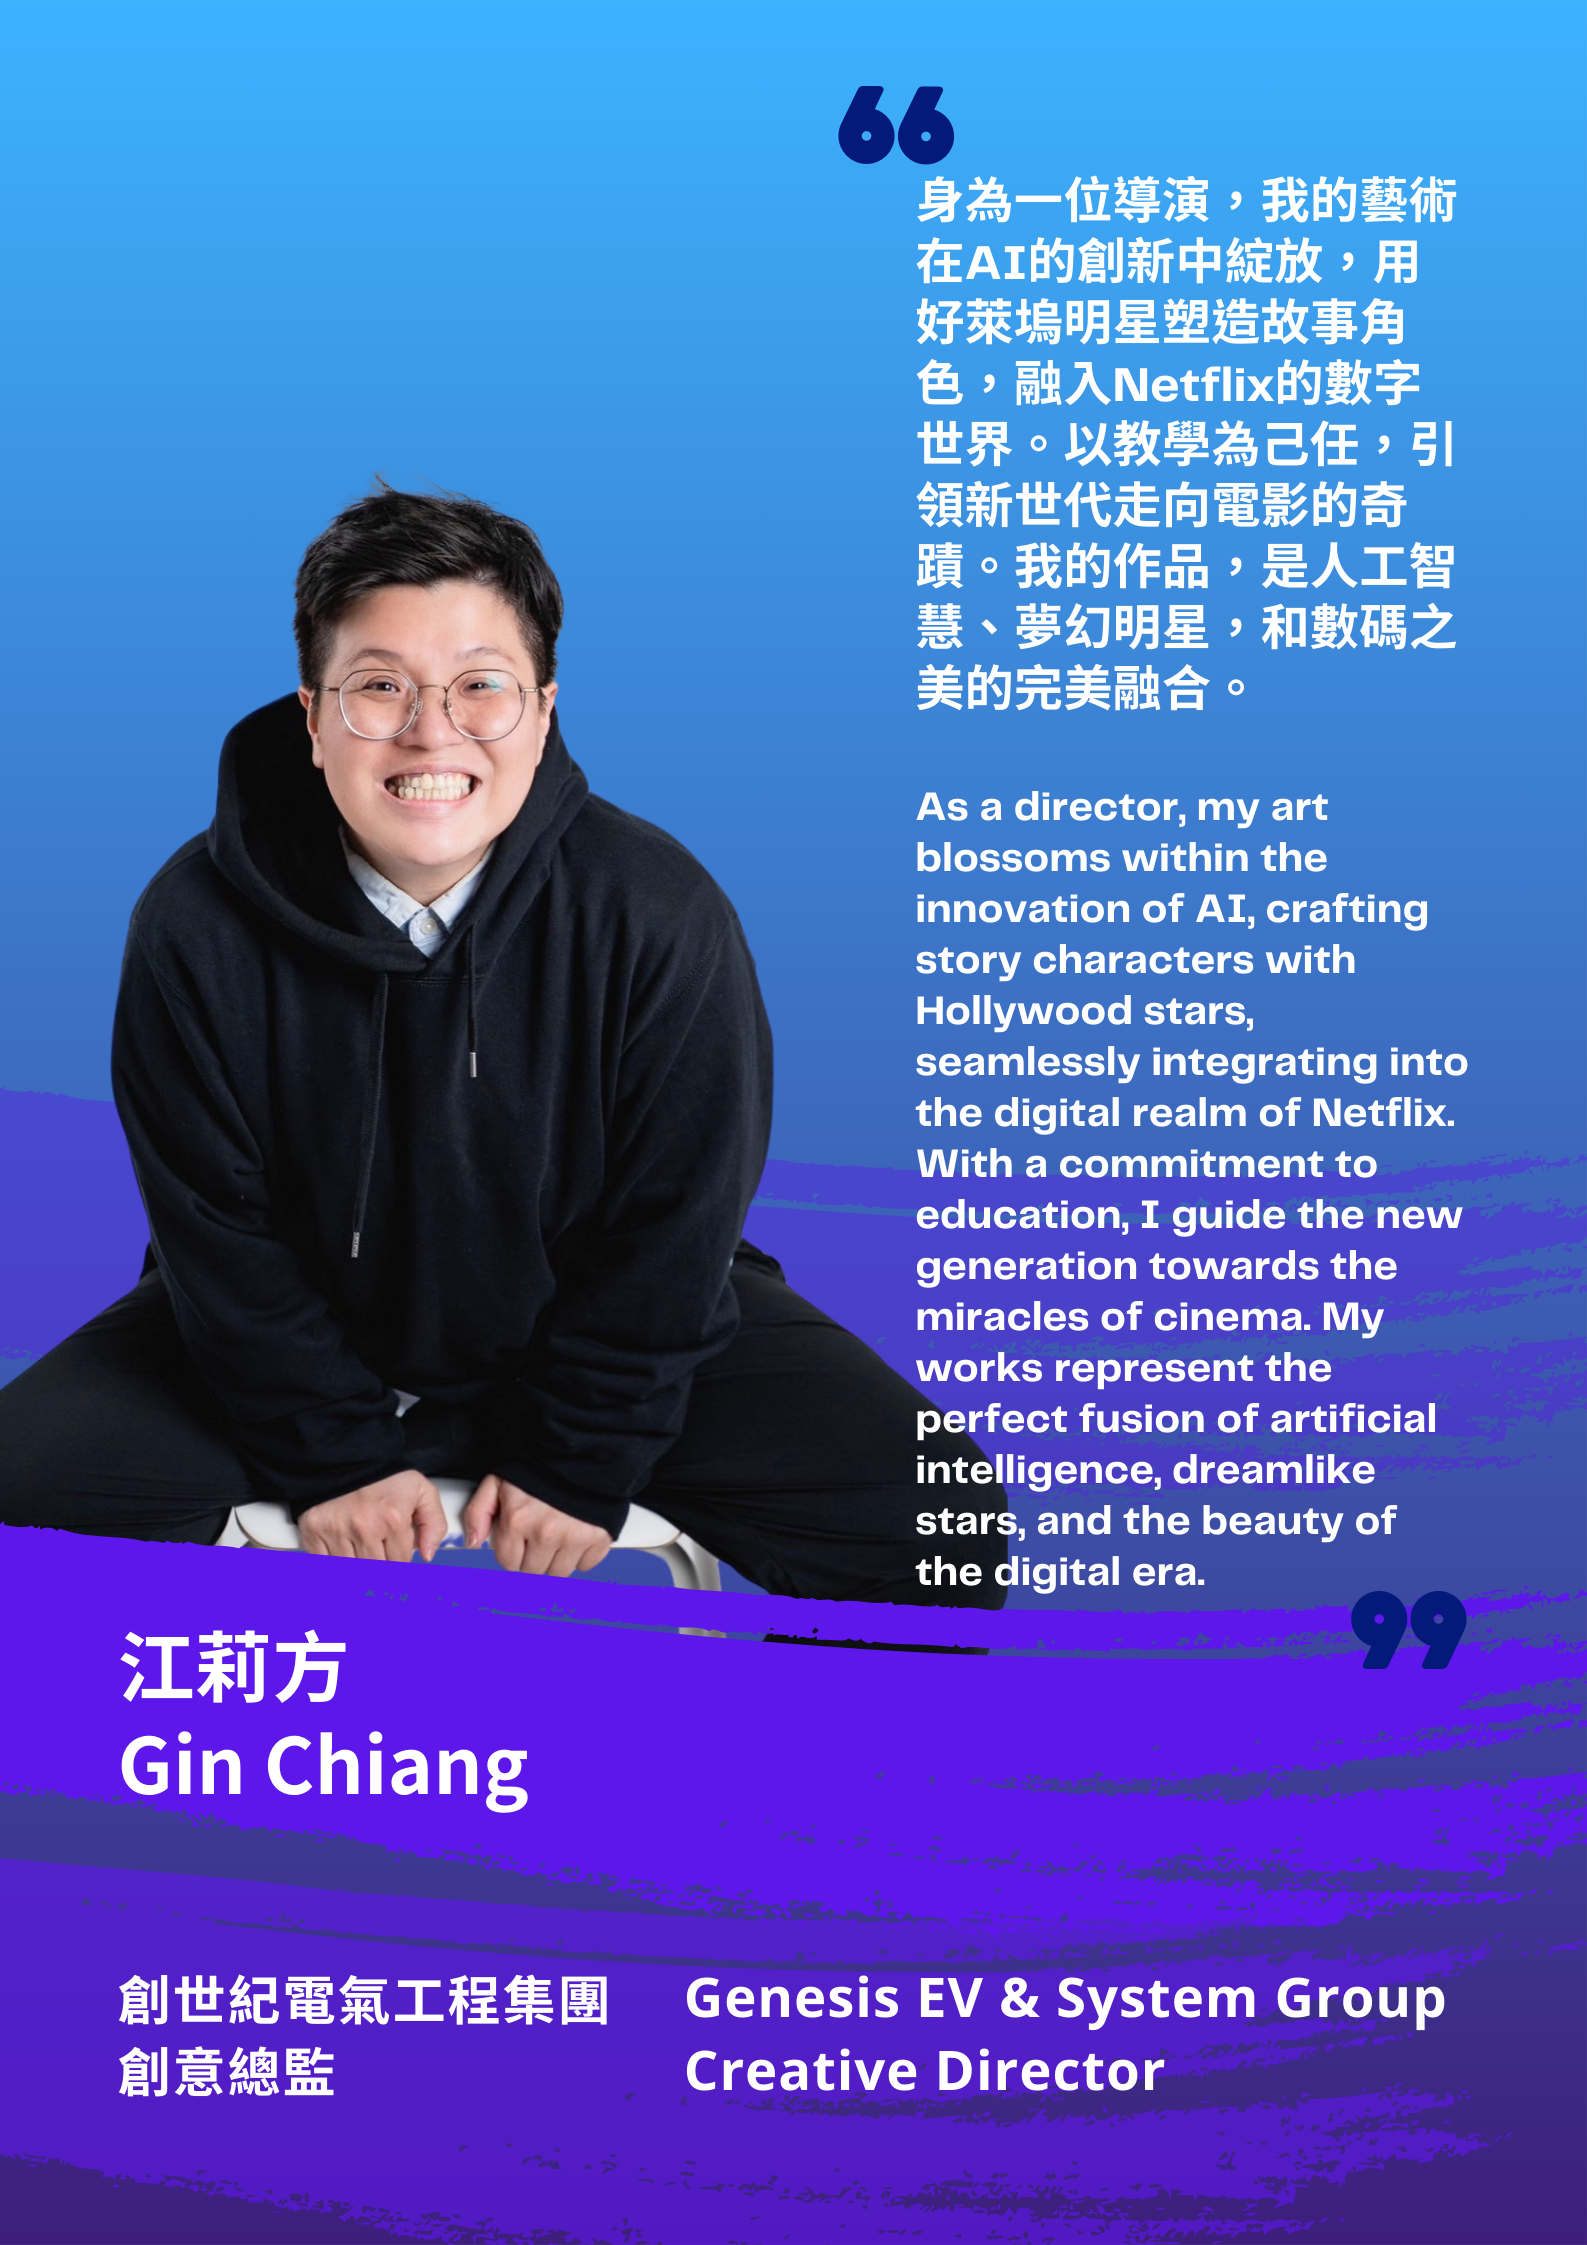 身為一位導演，我的藝術
在AI的創新中綻放，用
好萊塢明星塑造故事角
色，融入Netflix的數字
世界。以教學為己任，引
領新世代走向電影的奇
蹟。我的作品，是人工智
慧、夢幻明星，和數碼之
美的完美融合。
As a director, my art
blossoms within the
innovation of AI, crafting
story characters with
Hollywood stars,
seamlessly integrating into
the digital realm of Netflix.
With a commitment to
education, I guide the new
generation towards the
miracles of cinema. My
works represent the
perfect fusion of artificial
intelligence, dreamlike
stars, and the beauty of
the digital era.
江莉方
Gin Chiang
創世紀電氣工程集團
創意總監
Genesis EV & System Group
Creative Director